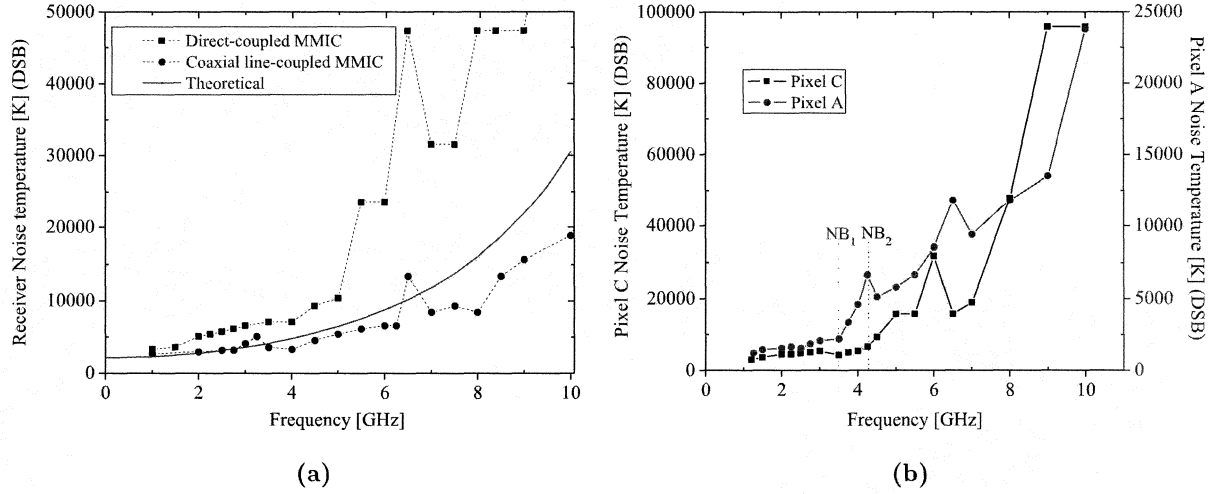 50000
40000
30000
20000
10000
0
Receiver Noise temperature [K] (DSB)
Direct-coupled MMIC
Coaxial line-coupled MMIC
Theoretical
0
2
4
6
8
10
Frequency [GHz]
(a)
100000
80000
60000
40000
20000
0
Pixel C Noise Temperature [K] (DSB)
Pixel C
Pixel A
NB1 NB2
0
2
4
6
8
10
Frequency [GHz]
25000
20000
15000
10000
5000
0
Pixel A Noise Temperature [K] (DSB)
(b)